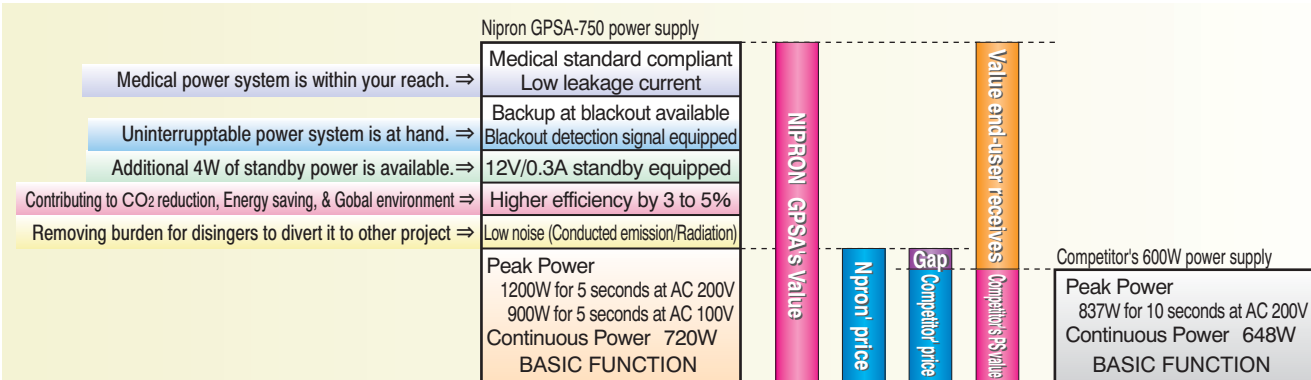 Nipron GPSA-750 power supply
Medical power system is within your reach. ⇒
Medical standard compliant
Low leakage current
Uninterrupptable power system is at hand. ⇒
Backup at blackout available
Blackout detection signal equipped
Additional 4W of standby power is available.⇒
12V/0.3A standby equipped
Contributing to CO2 reduction, Energy saving, & Gobal environment ⇒
Higher efficiency by 3 to 5%
Removing burden for disingers to divert it to other project ⇒
Low noise (Conducted emission/Radiation)
Peak Power
1200W for 5 seconds at AC 200V
900W for 5 seconds at AC 100V
Continuous Power 720W
BASIC FUNCTION
NIPRON GPSA's Value
Npron' price
Gap
Competitor' price
Value end-user receives
Competitor's PS value
Competitor's 600W power supply
Peak Power
837W for 10 seconds at AC 200V
Continuous Power 648W
BASIC FUNCTION